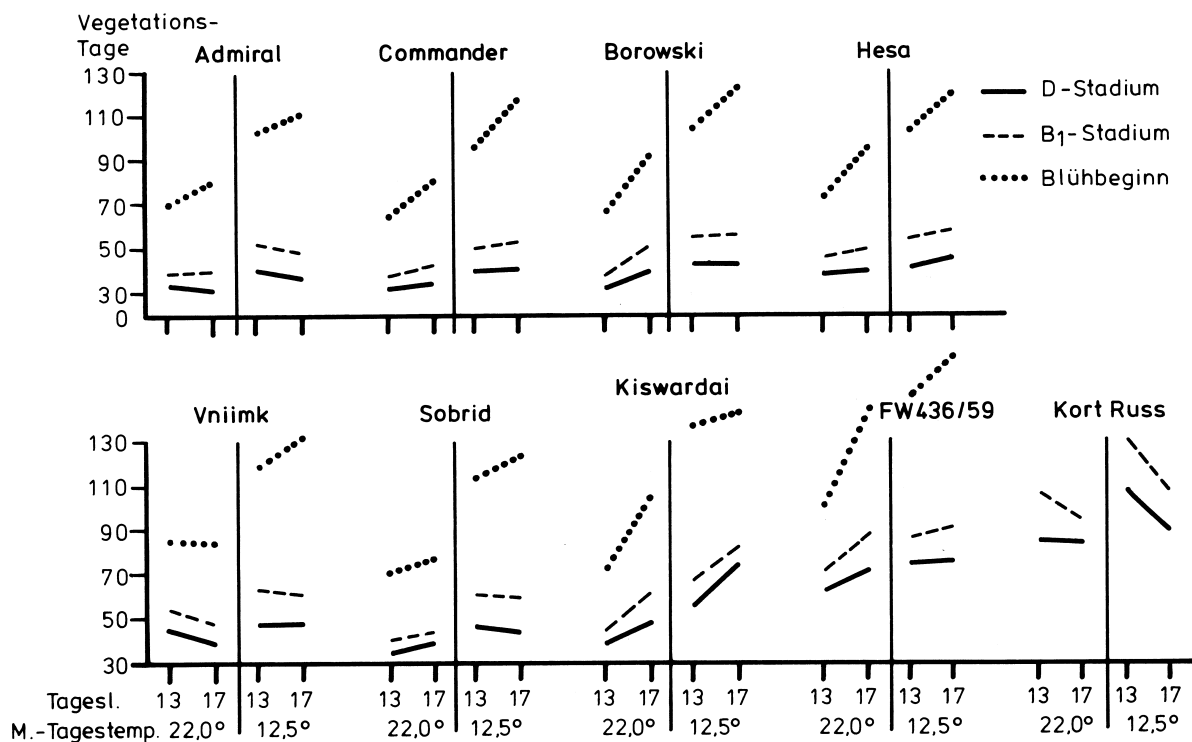 Vegetations-
Tage
Admiral Commander Borowski Hesa
130
110
90
70
50
30
0
D-Stadium
B1-Stadium
Blühbeginn
Vniimk Sobrid Kiswardai FW436/59 Kort Russ
130
110
90
70
50
30
Tagesl. 13 17 13 17 13 17 13 17 13 17 13 17 13 17 13 17 13 17 13 17
M.-Tagestemp. 22,0° 12,5° 22,0° 12,5° 22,0° 12,5° 22,0° 12,5° 22,0° 12,5°